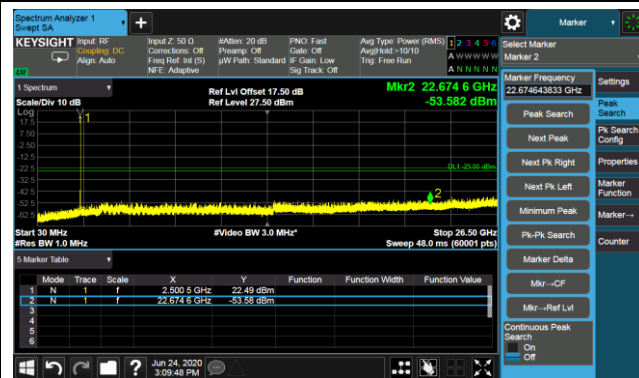 Spectrum Analyzer 1
Swept SA
Marker
KEYSIGHT
Input: RF
Coupling: DC
Align: Auto
Input Z: 50 Ω
Corrections: Off
Freq Ref: Int (S)
NFE: Adaptive
#Atten: 20 dB
Preamp: Off
µW Path: Standard
PNO: Fast
Gate: Off
IF Gain: Low
Sig Track: Off
Avg Type: Power (RMS)
Avg|Hold:>10/10
Trig: Free Run
1 2 3 4 5 6
A W W W W W
A N N N N N
Select Marker
Marker 2
LM
1 Spectrum
Scale/Div 10 dB
Ref Lvl Offset 17.50 dB
Ref Level 27.50 dBm
Mkr2 22.674 6 GHz
-53.582 dBm
Log
17.5
7.50
-2.50
-12.5
-22.5
-32.5
-42.5
-52.5
-62.5
1
2
DL1 -25.00 dBm
Start 30 MHz
#Res BW 1.0 MHz
#Video BW 3.0 MHz*
Stop 26.50 GHz
Sweep 48.0 ms (60001 pts)
5 Marker Table
Mode Trace Scale X Y Function Function Width Function Value
1 N 1 f 2.500 5 GHz 22.49 dBm
2 N 1 f 22.674 6 GHz -53.58 dBm
3
4
5
6
Jun 24, 2020
3:09:48 PM
Marker Frequency
22.674643833 GHz
Peak Search
Next Peak
Next Pk Right
Next Pk Left
Minimum Peak
Pk-Pk Search
Marker Delta
Mkr→CF
Mkr→Ref Lvl
Continuous Peak
Search
On
Off
Settings
Peak
Search
Pk Search
Config
Properties
Marker
Function
Marker→
Counter